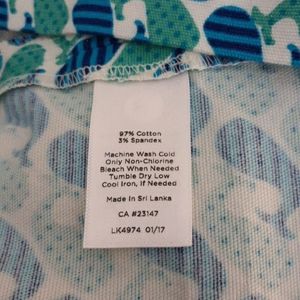 97% Cotton
3% Spandex
Machine Wash Cold
Only Non-Chlorine
Bleach When Needed
Tumble Dry Low
Cool Iron, If Needed
Made In Sri Lanka
CA #23147
LK4974 01/17